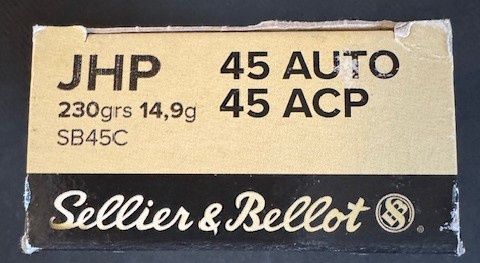 JHP
230grs 14,9g
SB45C
45 AUTO
45 ACP
Sellier & Bellot
®